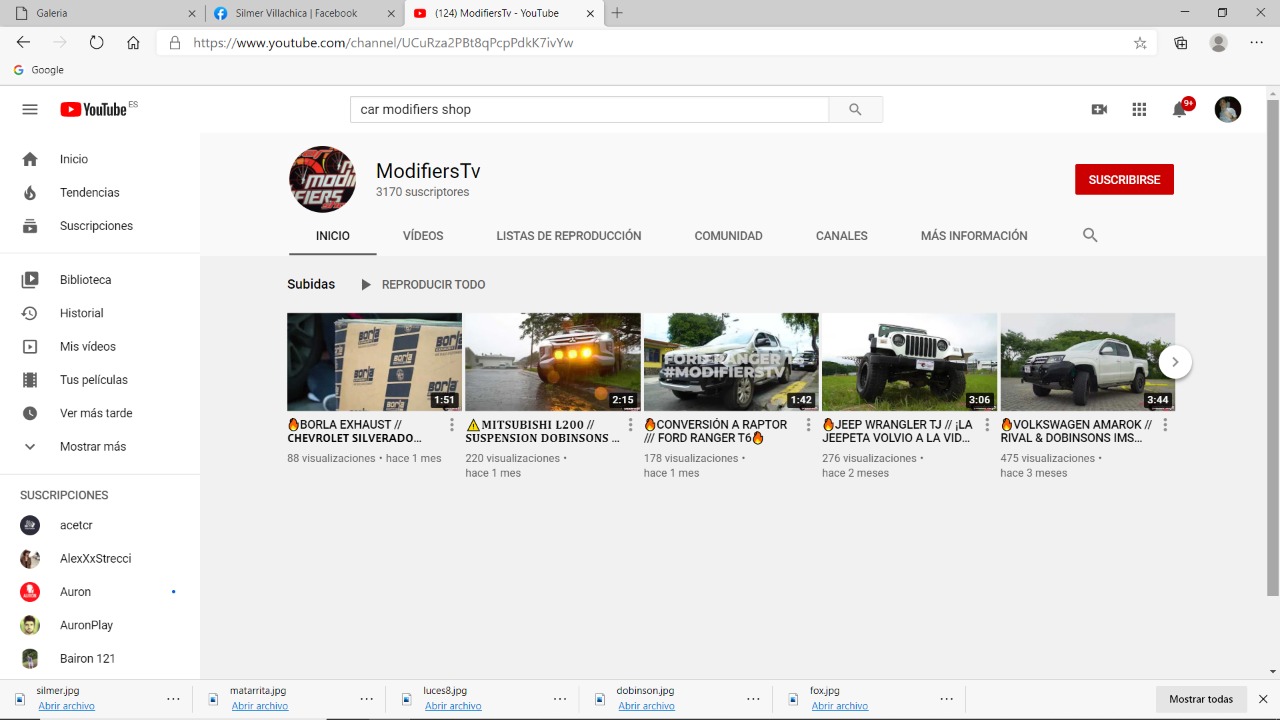 Galeria
Silmer Villachica | Facebook
(124) ModifiersTv - YouTube
https://www.youtube.com/channel/UCuRza2PBt8qPcpPdkK7ivYw
Google
YouTube ES
car modifiers shop
9+
Inicio
Tendencias
Suscripciones
Biblioteca
Historial
Mis vídeos
Tus películas
Ver más tarde
Mostrar más
SUSCRIPCIONES
acetcr
AlexXxStrecci
Auron
AuronPlay
Bairon 121
ModifiersTv
3170 suscriptores
SUSCRIBIRSE
INICIO
VÍDEOS
LISTAS DE REPRODUCCIÓN
COMUNIDAD
CANALES
MÁS INFORMACIÓN
Subidas
REPRODUCIR TODO
1:51
🔥BORLA EXHAUST //
CHEVROLET SILVERADO...
88 visualizaciones • hace 1 mes
2:15
⚠️MITSUBISHI L200 //
SUSPENSION DOBINSONS ...
220 visualizaciones •
hace 1 mes
FORD RANGER T6
#MODIFIERSTV
1:42
🔥CONVERSIÓN A RAPTOR
/// FORD RANGER T6🔥
178 visualizaciones •
hace 1 mes
3:06
🔥JEEP WRANGLER TJ // ¡LA
JEEPETA VOLVIO A LA VID...
276 visualizaciones •
hace 2 meses
3:44
🔥VOLKSWAGEN AMAROK //
RIVAL & DOBINSONS IMS...
475 visualizaciones •
hace 3 meses
silmer.jpg
Abrir archivo
matarrita.jpg
Abrir archivo
luces8.jpg
Abrir archivo
dobinson.jpg
Abrir archivo
fox.jpg
Abrir archivo
Mostrar todas